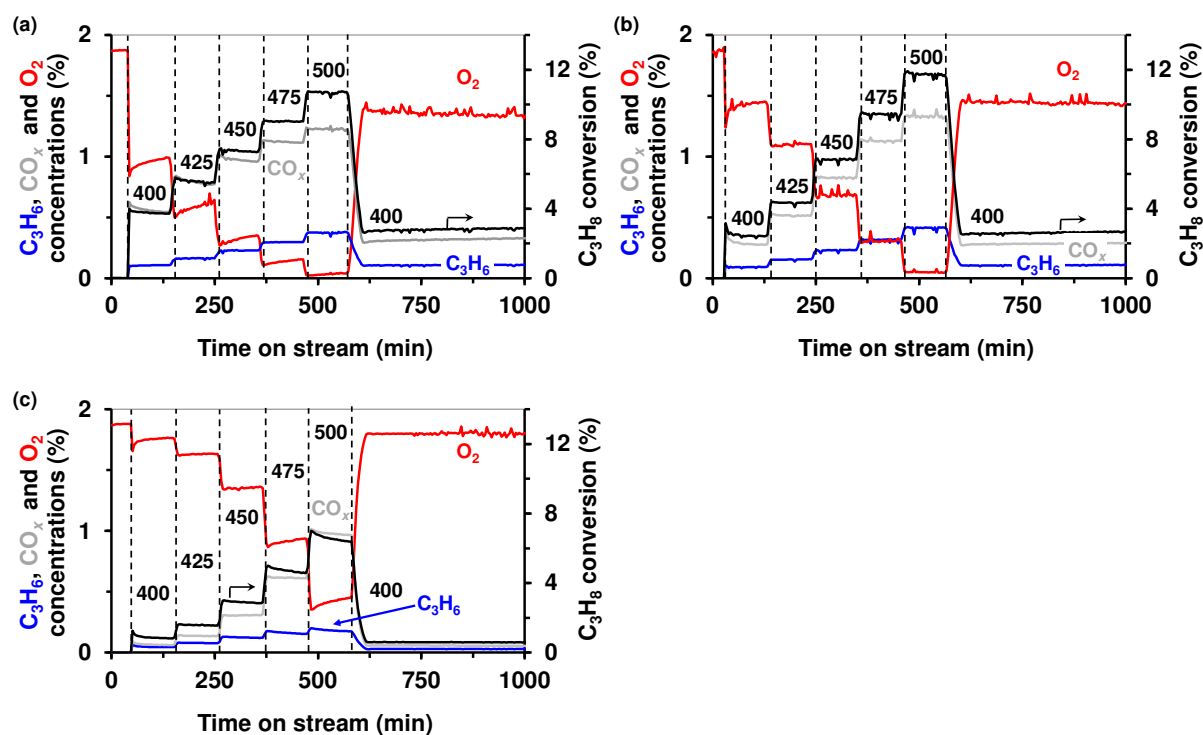 (a)
C₃H₆, COₓ and O₂
concentrations (%)
2
1
0
400
425
450
475
500
O₂
COₓ
400
C₃H₆
12
8
4
0
C₃H₈ conversion (%)
0 250 500 750 1000
Time on stream (min)
(b)
C₃H₆, COₓ and O₂
concentrations (%)
2
1
0
400
425
450
475
500
O₂
400
COₓ
C₃H₆
12
8
4
0
C₃H₈ conversion (%)
0 250 500 750 1000
Time on stream (min)
(c)
C₃H₆, COₓ and O₂
concentrations (%)
2
1
0
400
425
450
475
500
COₓ
O₂
400
C₃H₆
12
8
4
0
C₃H₈ conversion (%)
0 250 500 750 1000
Time on stream (min)